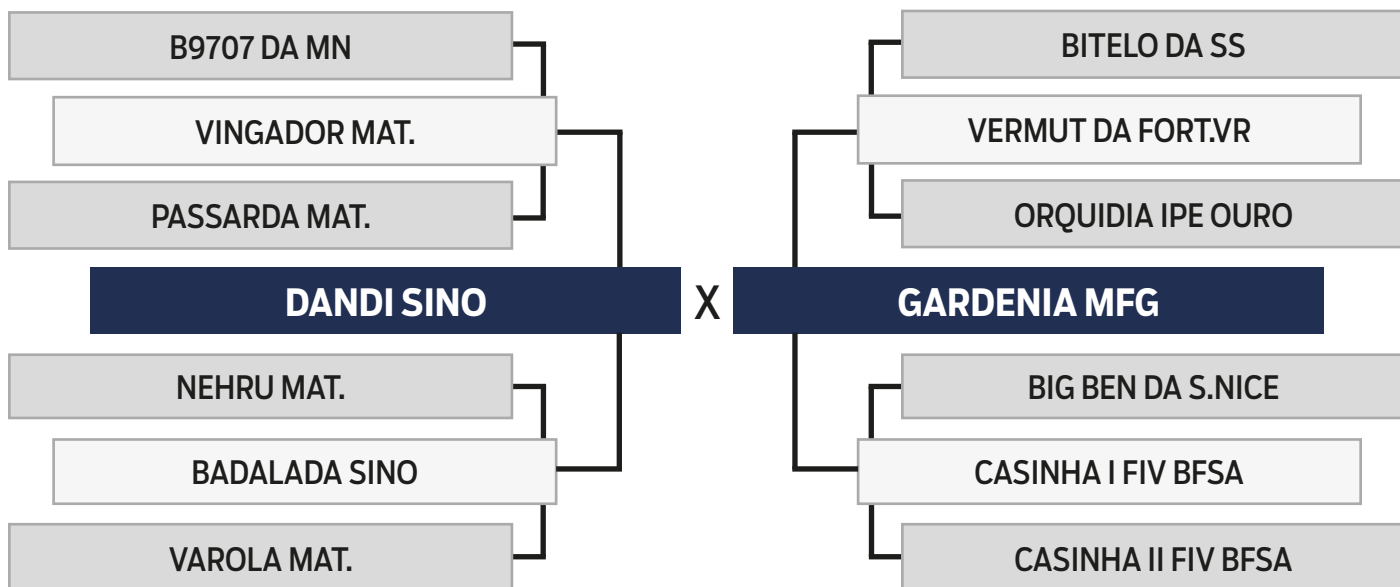 B9707 DA MN
BITELO DA SS
VINGADOR MAT.
VERMUT DA FORT.VR
PASSARDA MAT.
ORQUIDIA IPE OURO
DANDI SINO X GARDENIA MFG
NEHRU MAT.
BIG BEN DA S.NICE
BADALADA SINO
CASINHA I FIV BFSA
VAROLA MAT.
CASINHA II FIV BFSA